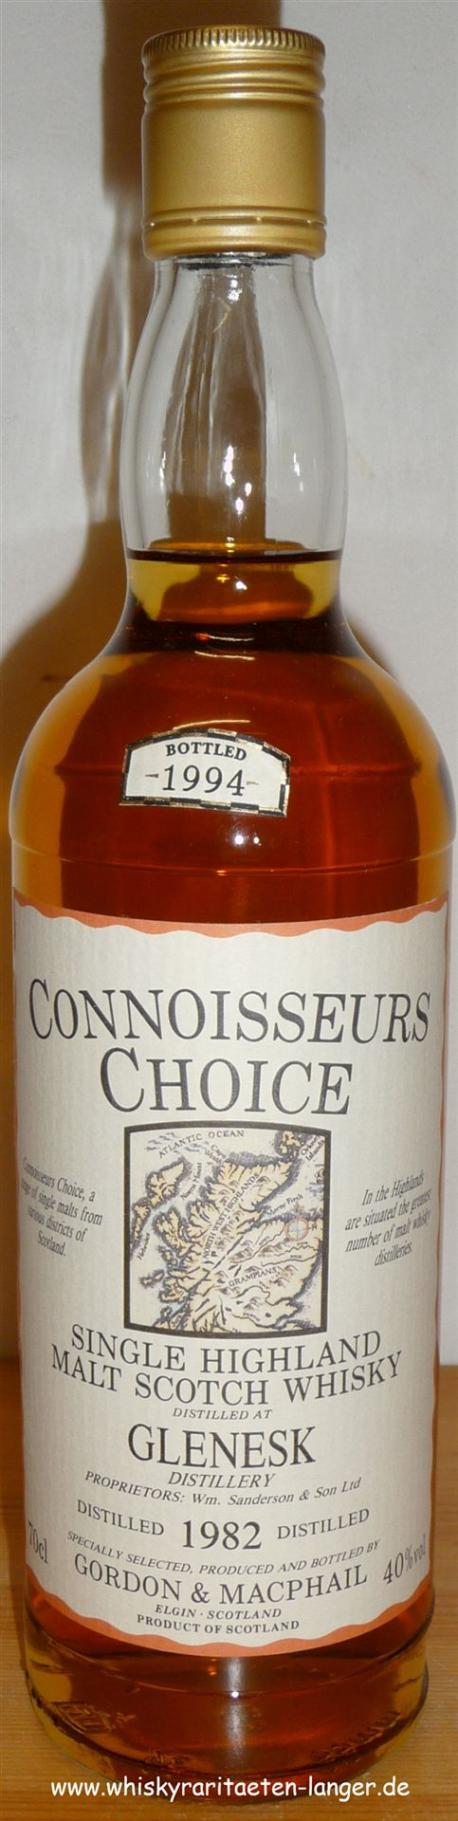 BOTTLED
1994
CONNOISSEURS
CHOICE
ATLANTIC OCEAN
NORTH WEST HIGHLANDS
GRAMPIANS
Connoisseurs Choice, a
range of single malts from
various districts of
Scotland.
In the Highlands
are situated the greatest
number of malt whisky
distilleries.
SINGLE HIGHLAND
MALT SCOTCH WHISKY
DISTILLED AT
GLENESK
DISTILLERY
PROPRIETORS: Wm. Sanderson & Son Ltd
DISTILLED 1982 DISTILLED
70cl
SPECIALLY SELECTED, PRODUCED AND BOTTLED BY
GORDON & MACPHAIL
40%vol
ELGIN · SCOTLAND
PRODUCT OF SCOTLAND
www.whiskyraritaeten-langer.de